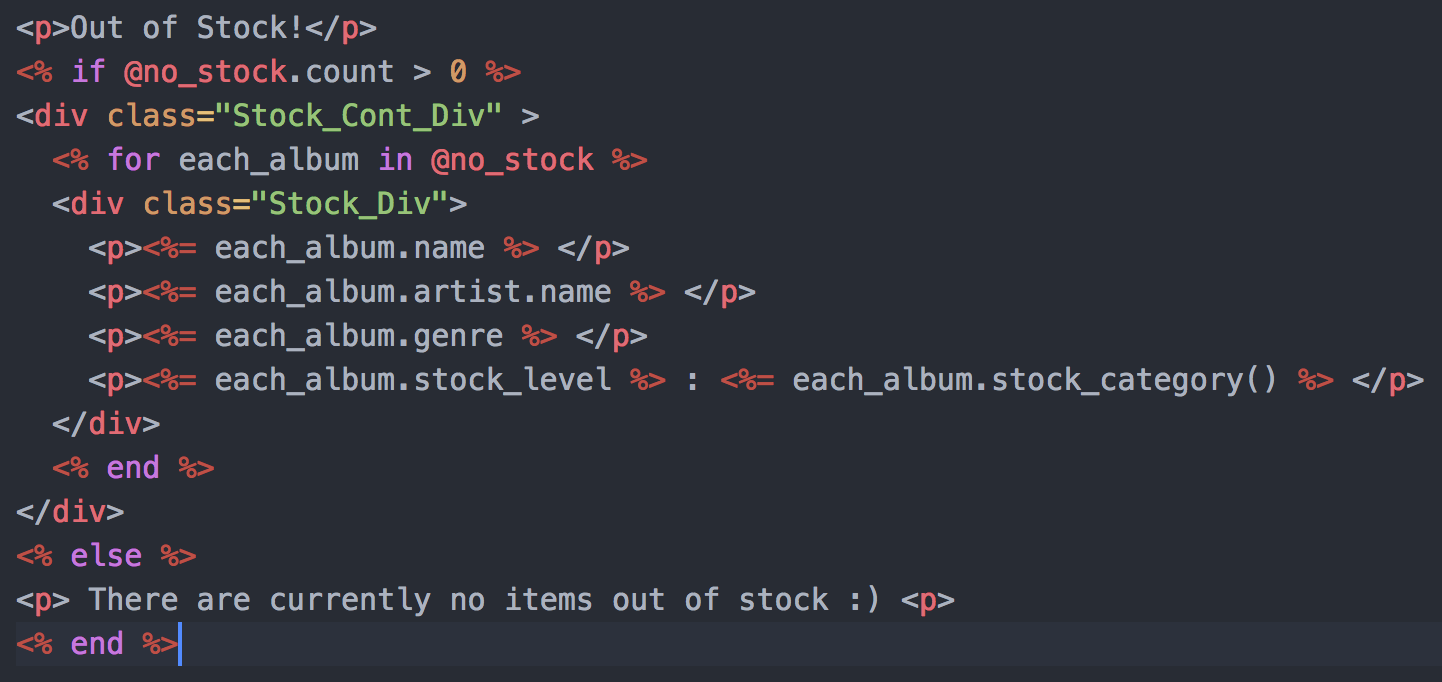 <p>Out of Stock!</p>
<% if @no_stock.count > 0 %>
<div class="Stock_Cont_Div" >
  <% for each_album in @no_stock %>
  <div class="Stock_Div">
    <p><%= each_album.name %> </p>
    <p><%= each_album.artist.name %> </p>
    <p><%= each_album.genre %> </p>
    <p><%= each_album.stock_level %> : <%= each_album.stock_category() %> </p>
  </div>
  <% end %>
</div>
<% else %>
<p> There are currently no items out of stock :) <p>
<% end %>